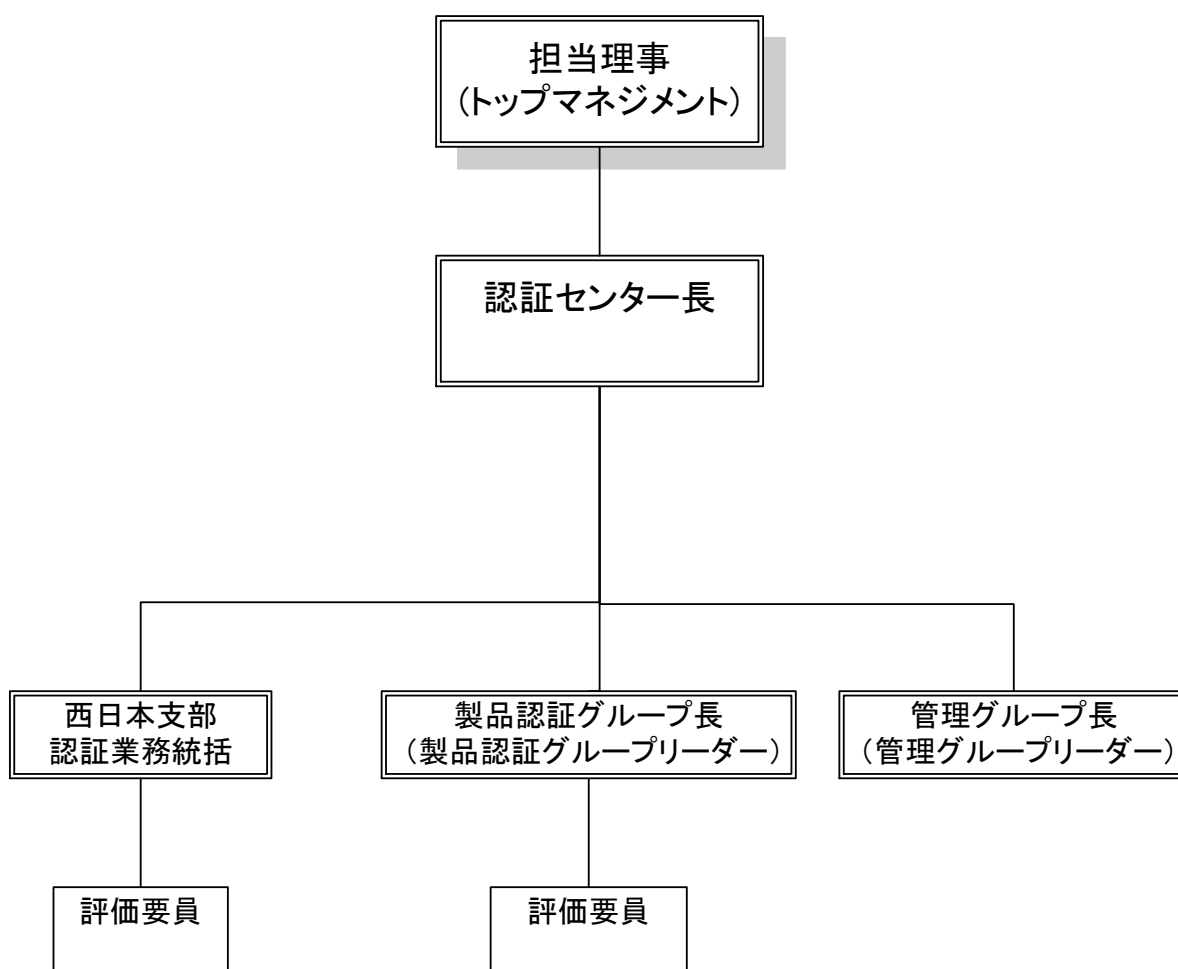 担当理事
（トップマネジメント）
認証センター長
西日本支部
認証業務統括
製品認証グループ長
（製品認証グループリーダー）
管理グループ長
（管理グループリーダー）
評価要員
評価要員